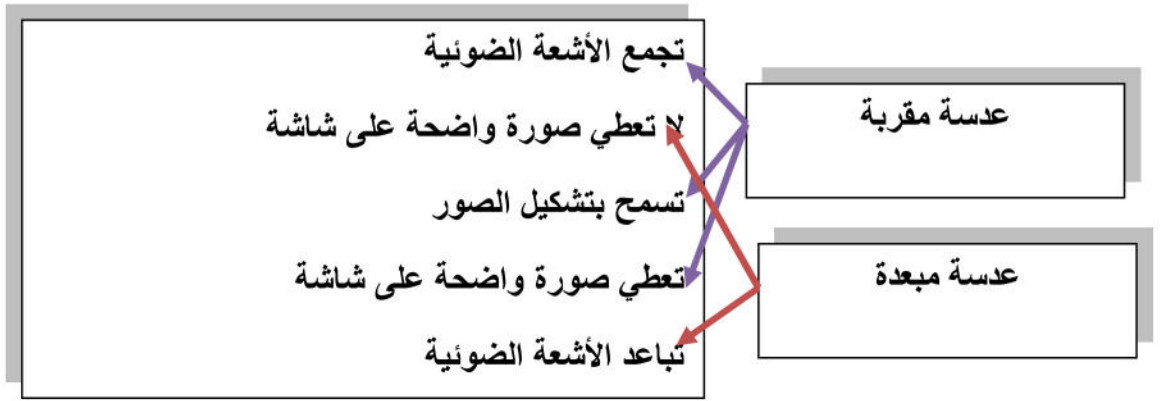 عدسة مقربة
عدسة مبعدة
تجمع الأشعة الضوئية
لا تعطي صورة واضحة على شاشة
تسمح بتشكيل الصور
تعطي صورة واضحة على شاشة
تباعد الأشعة الضوئية